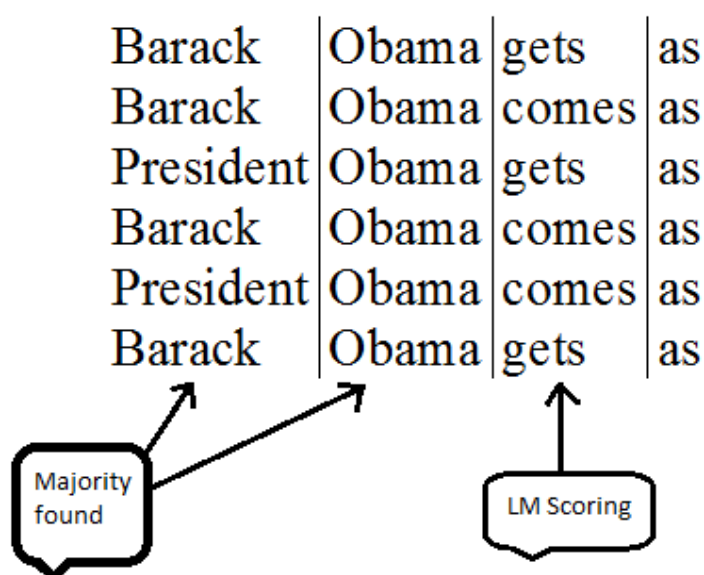 Barack Obama gets as
Barack Obama comes as
President Obama gets as
Barack Obama comes as
President Obama comes as
Barack Obama gets as
Majority
found
LM Scoring